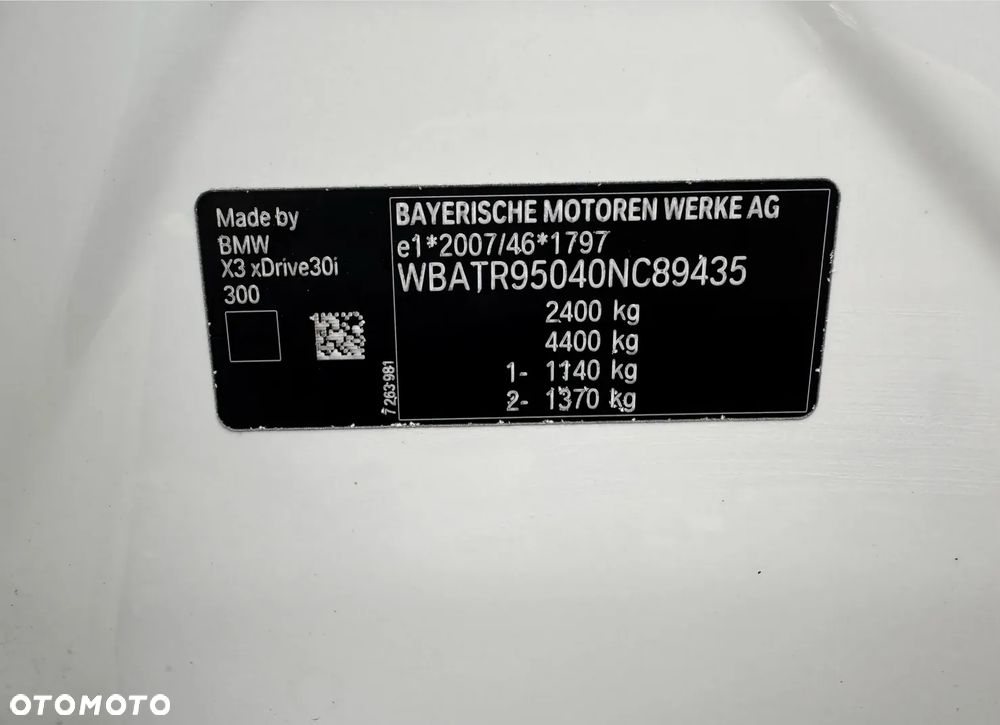 Made by
BMW
X3 xDrive30i
300
7 263 981
BAYERISCHE MOTOREN WERKE AG
e1*2007/46*1797
WBATR95040NC89435
2400 kg
4400 kg
1- 1140 kg
2- 1370 kg
OTOMOTO